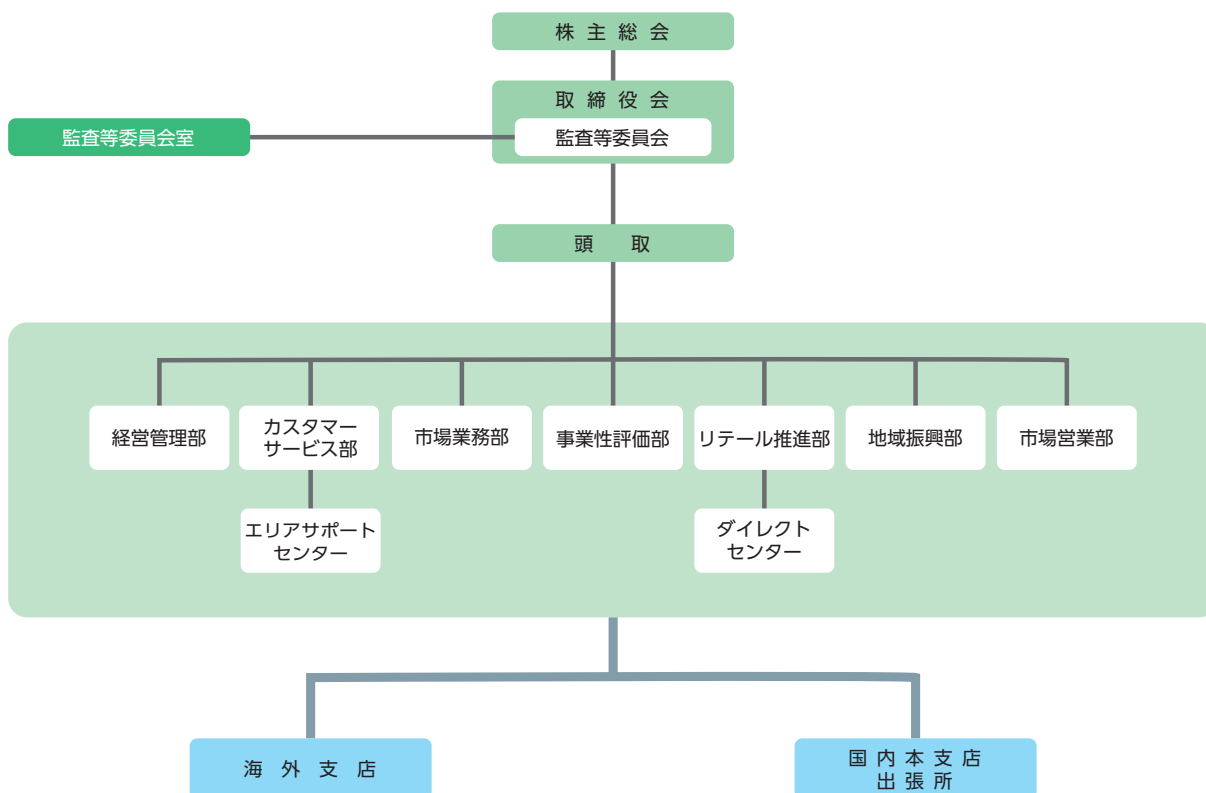 株主総会
取締役会
監査等委員会室
監査等委員会
頭取
経営管理部
カスタマー
サービス部
市場業務部
事業性評価部
リテール推進部
地域振興部
市場営業部
エリアサポート
センター
ダイレクト
センター
海外支店
国内本支店
出張所